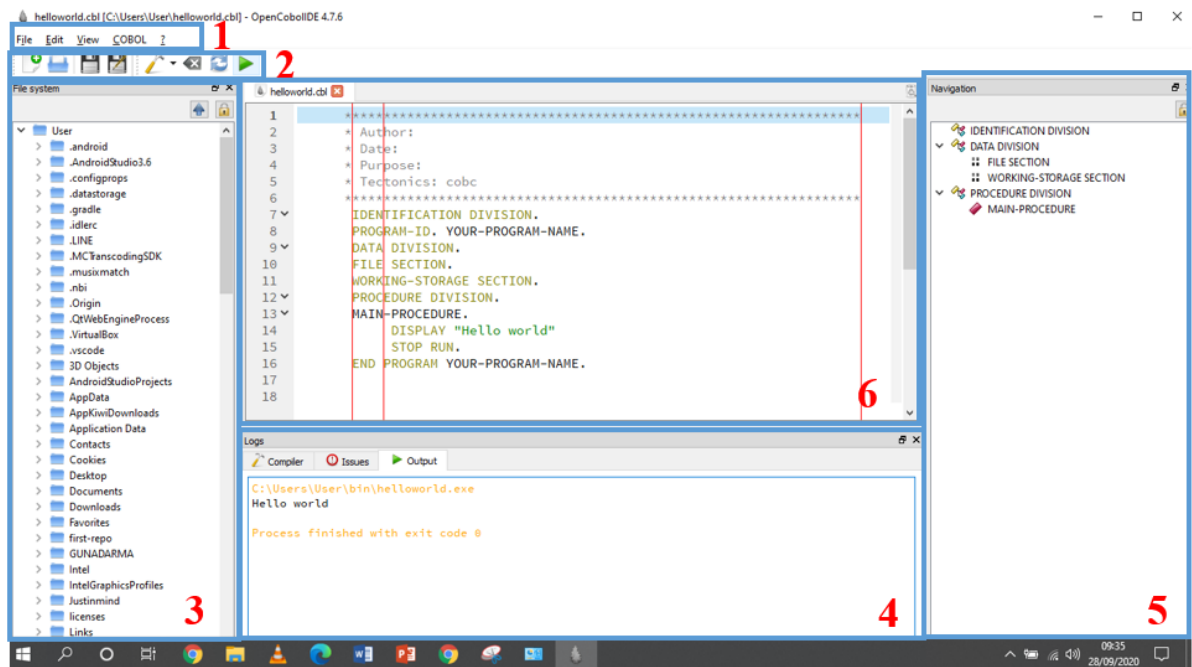 helloworld.cbl [C:\Users\User\helloworld.cbl] - OpenCobolIDE 4.7.6
File Edit View COBOL ?
1
2
File system
User
.android
.AndroidStudio3.6
.configprops
.datastorage
.gradle
.idlerc
.LINE
.MCTranscodingSDK
.musixmatch
.nbi
.Origin
.QtWebEngineProcess
.VirtualBox
.vscode
3D Objects
AndroidStudioProjects
AppData
AppKiwiDownloads
Application Data
Contacts
Cookies
Desktop
Documents
Downloads
Favorites
first-repo
GUNADARMA
Intel
IntelGraphicsProfiles
Justinmind
licenses
Links
3
helloworld.cbl
1 ******************************************************************
2 * Author:
3 * Date:
4 * Purpose:
5 * Tectonics: cobc
6 ******************************************************************
7 IDENTIFICATION DIVISION.
8 PROGRAM-ID. YOUR-PROGRAM-NAME.
9 DATA DIVISION.
10 FILE SECTION.
11 WORKING-STORAGE SECTION.
12 PROCEDURE DIVISION.
13 MAIN-PROCEDURE.
14 DISPLAY "Hello world"
15 STOP RUN.
16 END PROGRAM YOUR-PROGRAM-NAME.
17
18
6
Logs
Compiler Issues Output
C:\Users\User\bin\helloworld.exe
Hello world
Process finished with exit code 0
4
Navigation
IDENTIFICATION DIVISION
DATA DIVISION
FILE SECTION
WORKING-STORAGE SECTION
PROCEDURE DIVISION
MAIN-PROCEDURE
5
09:35
28/09/2020